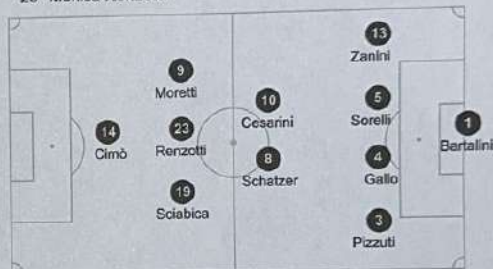 13
Zanini
9
Moretti
10
Cesarini
5
Sorelli
1
Bertalini
14
Cimò
23
Renzotti
8
Schatzer
4
Gallo
19
Sciabica
3
Pizzuti